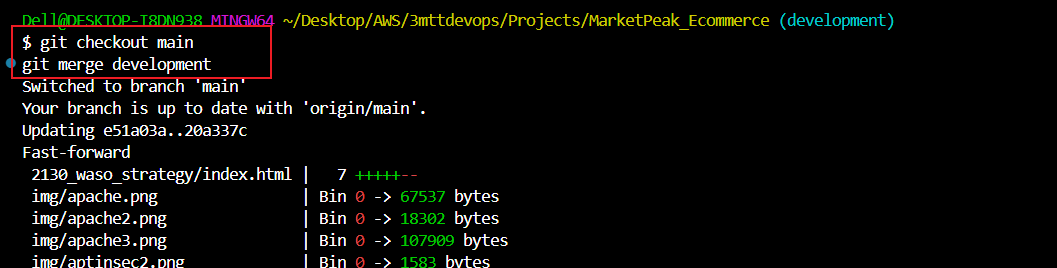 Dell@DESKTOP-I8DN938 MINGW64 ~/Desktop/AWS/3mttdevops/Projects/MarketPeak_Ecommerce (development)
$ git checkout main
git merge development
Switched to branch 'main'
Your branch is up to date with 'origin/main'.
Updating e51a03a..20a337c
Fast-forward
2130_waso_strategy/index.html | 7 +++++--
img/apache.png | Bin 0 -> 67537 bytes
img/apache2.png | Bin 0 -> 18302 bytes
img/apache3.png | Bin 0 -> 107909 bytes
img/aptinsec2.png | Bin 0 -> 1583 bytes